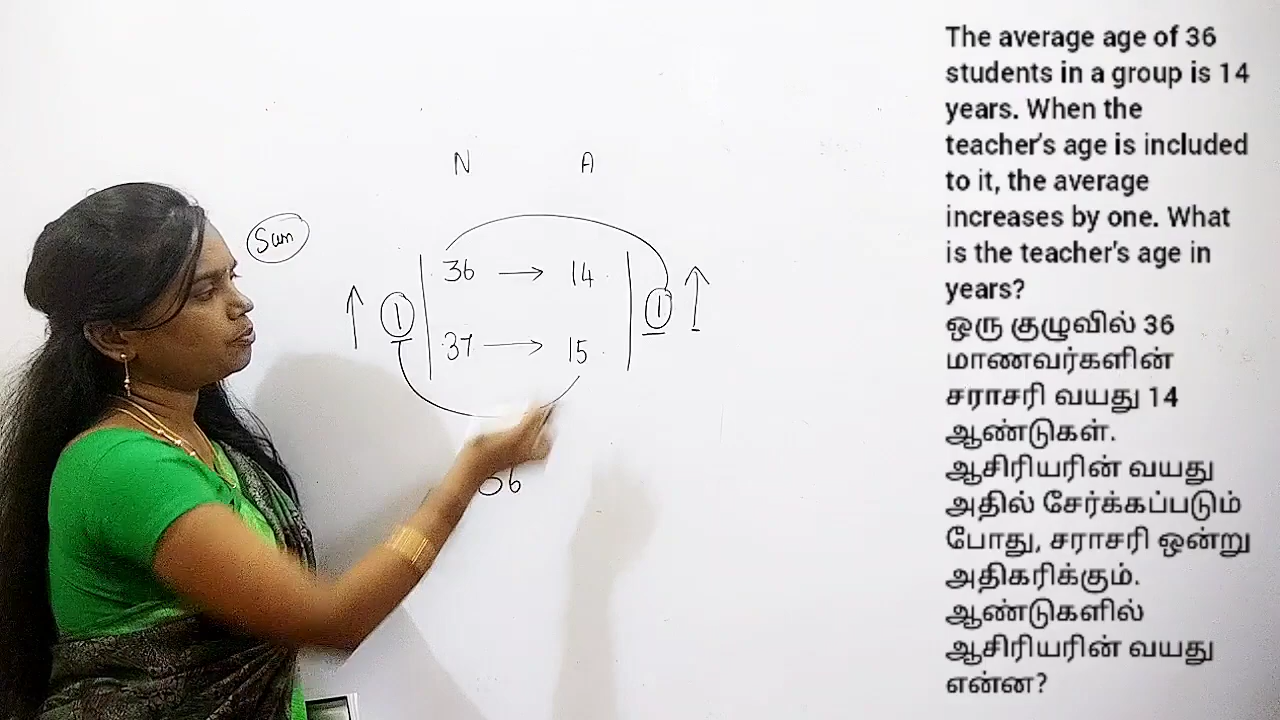 N A
Sum
36 → 14
↑ 1 1 ↑
37 → 15
36
The average age of 36
students in a group is 14
years. When the
teacher's age is included
to it, the average
increases by one. What
is the teacher's age in
years?
ஒரு குழுவில் 36
மாணவர்களின்
சராசரி வயது 14
ஆண்டுகள்.
ஆசிரியரின் வயது
அதில் சேர்க்கப்படும்
போது, சராசரி ஒன்று
அதிகரிக்கும்.
ஆண்டுகளில்
ஆசிரியரின் வயது
என்ன?